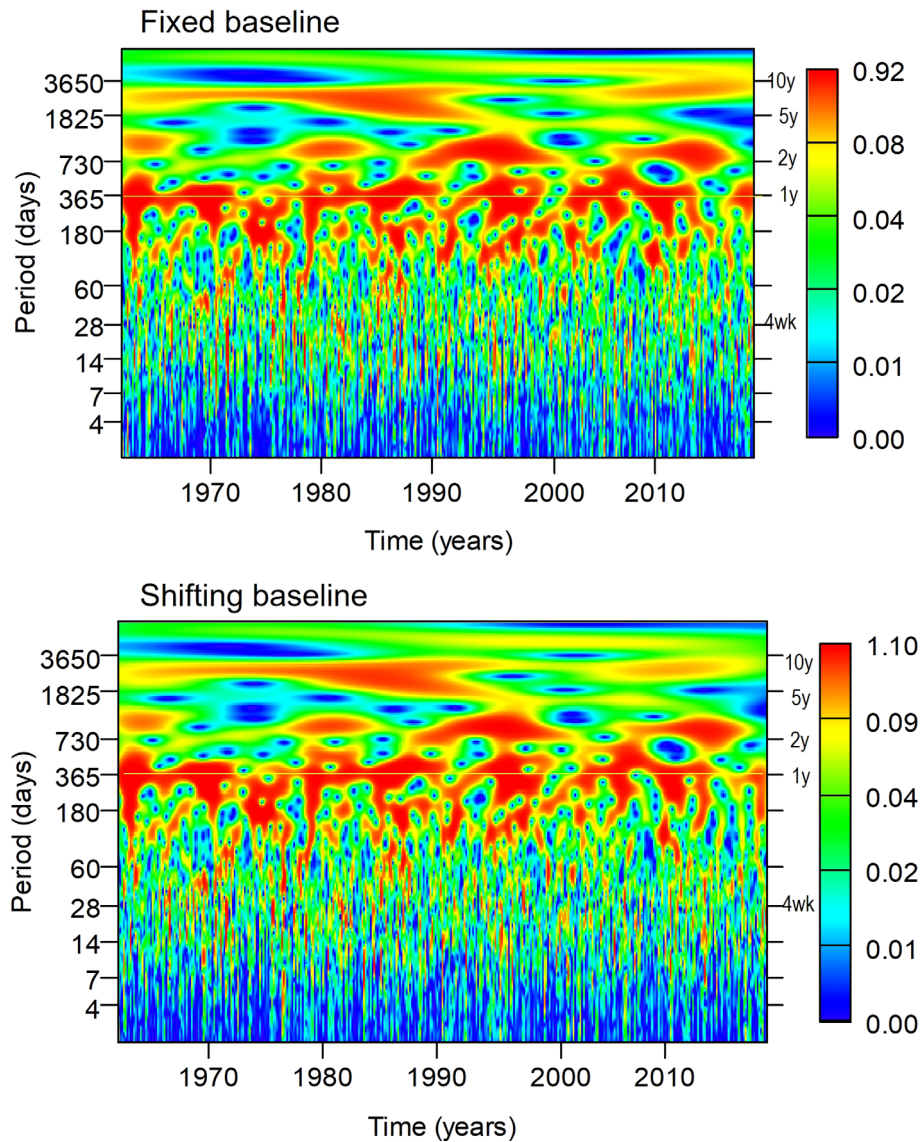 Fixed baseline
Period (days)
3650
1825
730
365
180
60
28
14
7
4
10y
5y
2y
1y
4wk
0.92
0.08
0.04
0.02
0.01
0.00
1970 1980 1990 2000 2010
Time (years)
Shifting baseline
Period (days)
3650
1825
730
365
180
60
28
14
7
4
10y
5y
2y
1y
4wk
1.10
0.09
0.04
0.02
0.01
0.00
1970 1980 1990 2000 2010
Time (years)